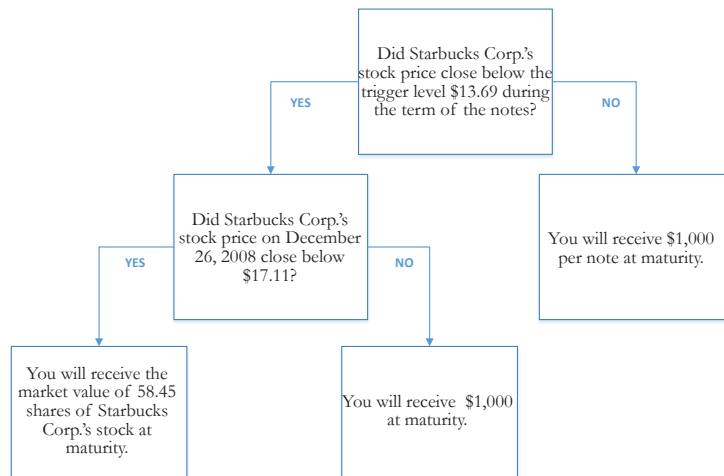 Did Starbucks Corp.'s
stock price close below the
trigger level $13.69 during
the term of the notes?
YES
NO
Did Starbucks Corp.'s
stock price on December
26, 2008 close below
$17.11?
You will receive $1,000
per note at maturity.
YES
NO
You will receive the
market value of 58.45
shares of Starbucks
Corp.'s stock at
maturity.
You will receive $1,000
at maturity.